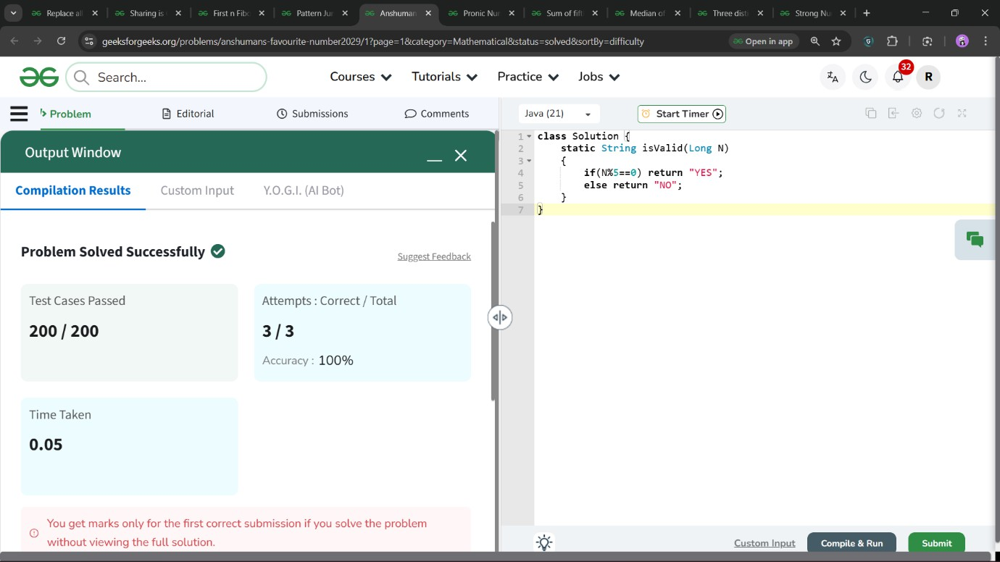 Replace all
Sharing is
First n Fibo
Pattern Jur
Anshuman
Pronic Nur
Sum of fift
Median of
Three dist
Strong Nu
geeksforgeeks.org/problems/anshumans-favourite-number2029/1?page=1&category=Mathematical&status=solved&sortBy=difficulty
Open in app
Search...
Courses
Tutorials
Practice
Jobs
32
R
Problem
Editorial
Submissions
Comments
Java (21)
Start Timer
Output Window
Compilation Results
Custom Input
Y.O.G.I. (AI Bot)
Problem Solved Successfully
Suggest Feedback
Test Cases Passed
200 / 200
Attempts : Correct / Total
3 / 3
Accuracy : 100%
Time Taken
0.05
You get marks only for the first correct submission if you solve the problem
without viewing the full solution.
1 class Solution {
2 static String isValid(Long N)
3 {
4 if(N%5==0) return "YES";
5 else return "NO";
6 }
7 }
Custom Input
Compile & Run
Submit